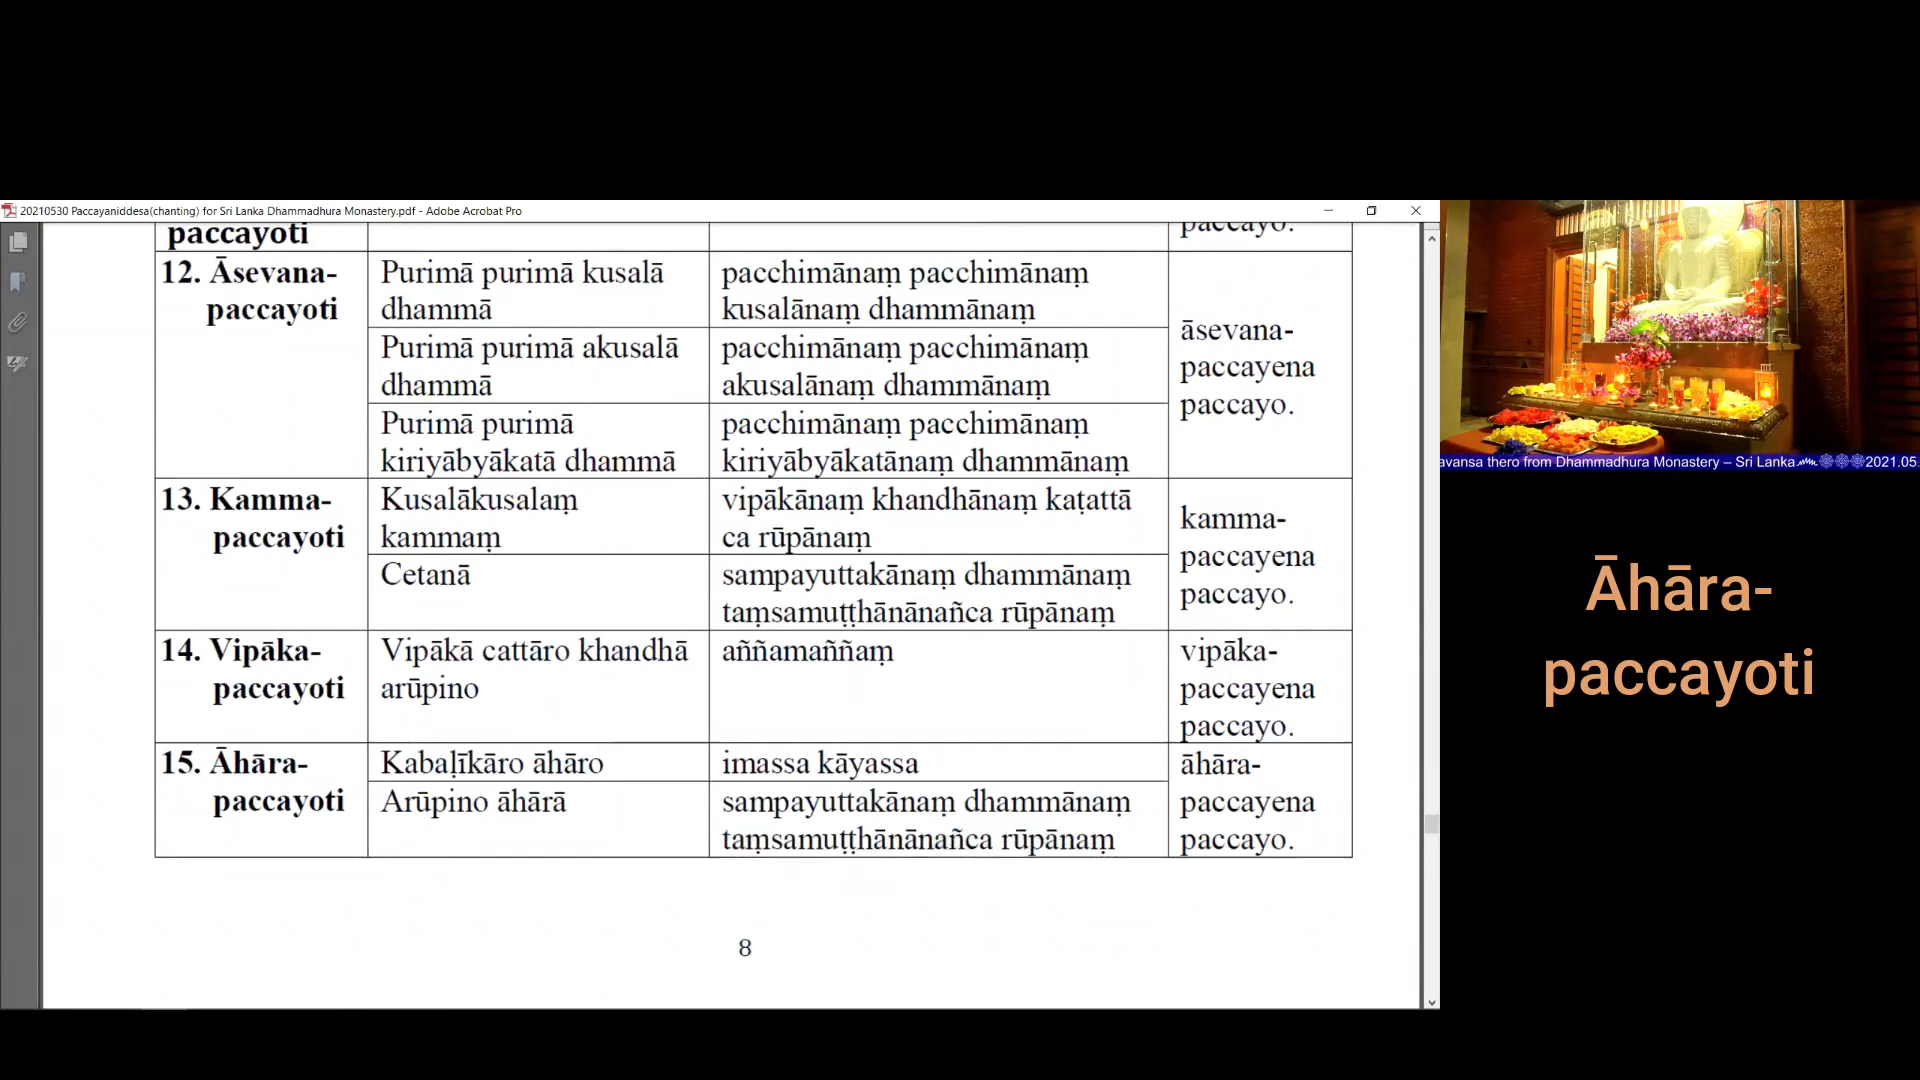 20210530 Paccayaniddesa(chanting) for Sri Lanka Dhammadhura Monastery.pdf - Adobe Acrobat Pro
paccayoti
paccayo.
12. Āsevana-
paccayoti
Purimā purimā kusalā
dhammā
pacchimānaṃ pacchimānaṃ
kusalānaṃ dhammānaṃ
Purimā purimā akusalā
dhammā
pacchimānaṃ pacchimānaṃ
akusalānaṃ dhammānaṃ
Purimā purimā
kiriyābyākatā dhammā
pacchimānaṃ pacchimānaṃ
kiriyābyākatānaṃ dhammānaṃ
āsevana-
paccayena
paccayo.
13. Kamma-
paccayoti
Kusalākusalaṃ
kammaṃ
vipākānaṃ khandhānaṃ kaṭattā
ca rūpānaṃ
Cetanā
sampayuttakānaṃ dhammānaṃ
taṃsamuṭṭhānānañca rūpānaṃ
kamma-
paccayena
paccayo.
14. Vipāka-
paccayoti
Vipākā cattāro khandhā
arūpino
aññamaññaṃ
vipāka-
paccayena
paccayo.
15. Āhāra-
paccayoti
Kabaḷīkāro āhāro
imassa kāyassa
Arūpino āhārā
sampayuttakānaṃ dhammānaṃ
taṃsamuṭṭhānānañca rūpānaṃ
āhāra-
paccayena
paccayo.
8
avansa thero from Dhammadhura Monastery – Sri Lanka
2021.05.
Āhāra-
paccayoti